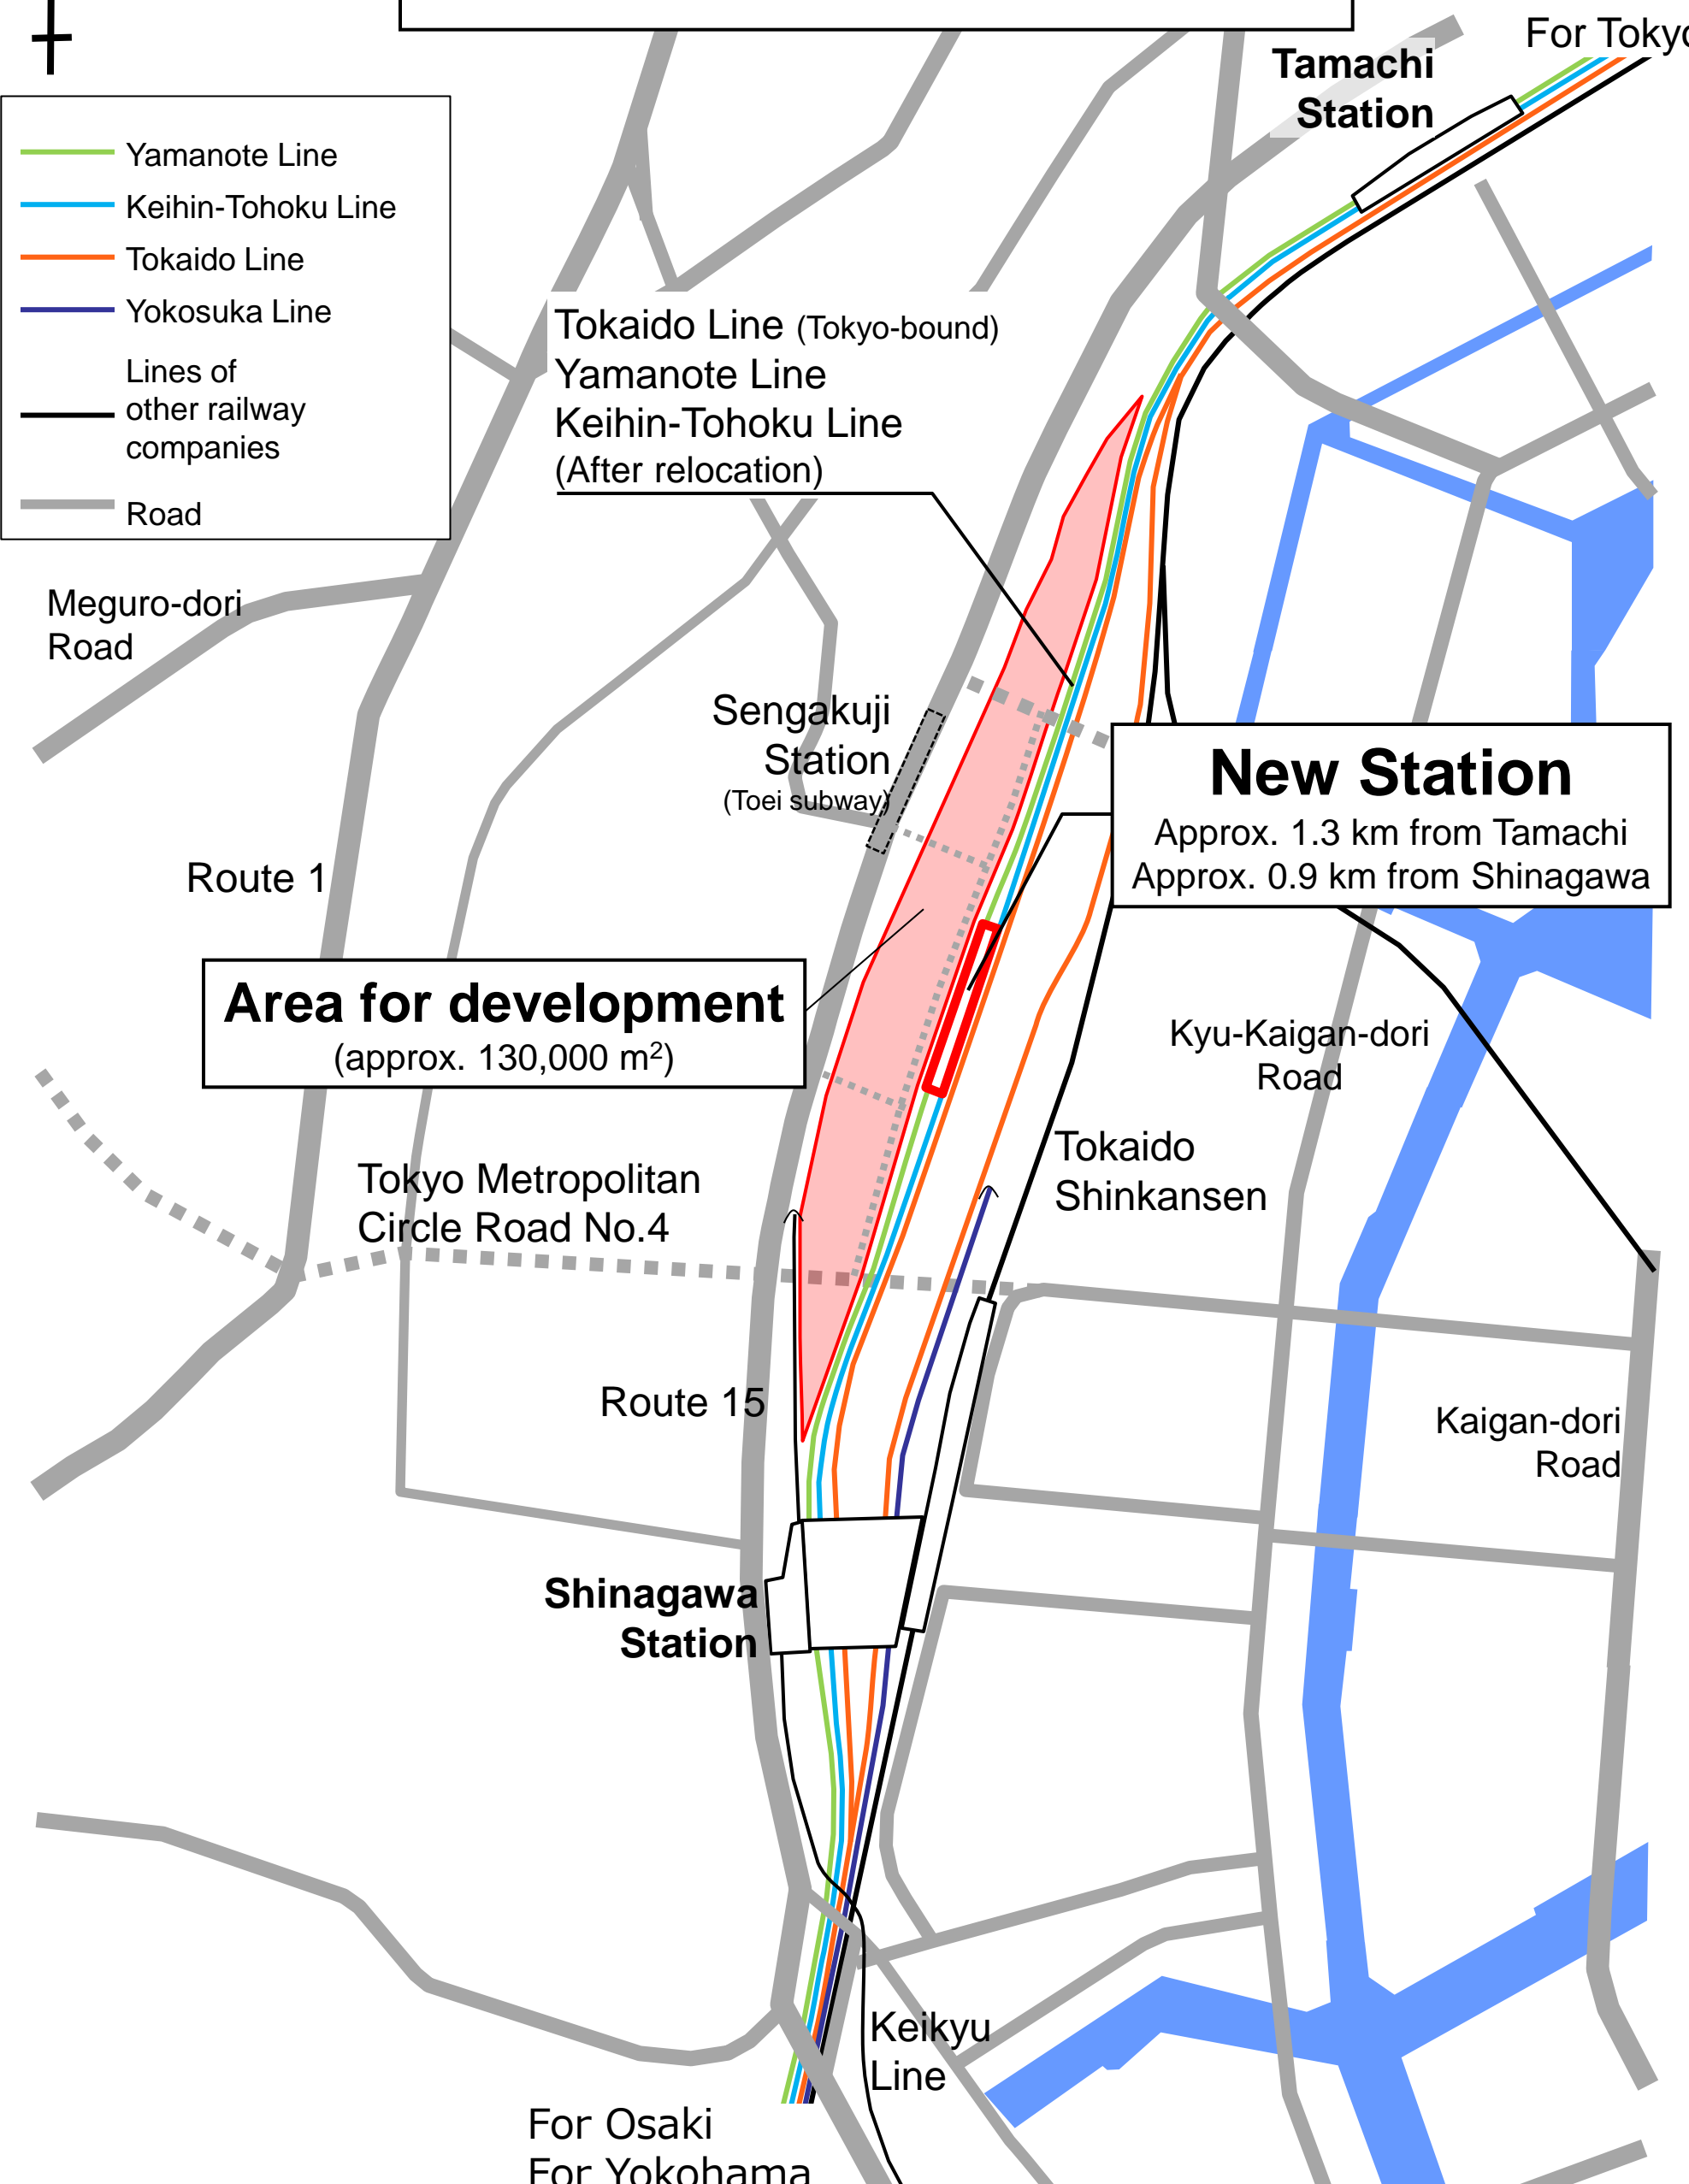 For Tokyo
Tamachi
Station
Yamanote Line
Keihin-Tohoku Line
Tokaido Line
Yokosuka Line
Lines of
other railway
companies
Road
Tokaido Line (Tokyo-bound)
Yamanote Line
Keihin-Tohoku Line
(After relocation)
Meguro-dori
Road
Sengakuji
Station
(Toei subway)
New Station
Approx. 1.3 km from Tamachi
Approx. 0.9 km from Shinagawa
Route 1
Area for development
(approx. 130,000 m²)
Kyu-Kaigan-dori
Road
Tokaido
Shinkansen
Tokyo Metropolitan
Circle Road No.4
Route 15
Kaigan-dori
Road
Shinagawa
Station
Keikyu
Line
For Osaki
For Yokohama